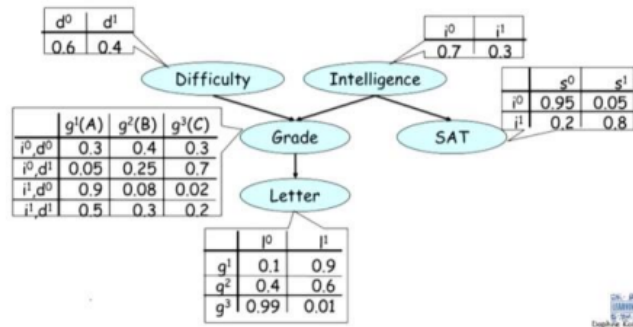 d⁰ d¹
0.6 0.4
i⁰ i¹
0.7 0.3
Difficulty Intelligence
s⁰ s¹
i⁰ 0.95 0.05
i¹ 0.2 0.8
g¹(A) g²(B) g³(C)
i⁰,d⁰ 0.3 0.4 0.3
i⁰,d¹ 0.05 0.25 0.7
i¹,d⁰ 0.9 0.08 0.02
i¹,d¹ 0.5 0.3 0.2
Grade SAT
Letter
l⁰ l¹
g¹ 0.1 0.9
g² 0.4 0.6
g³ 0.99 0.01
Daphne